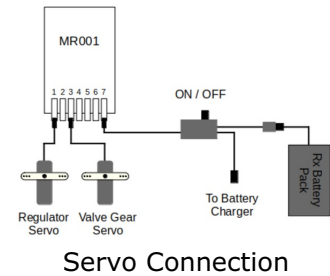 MR001
1 2 3 4 5 6 7
ON / OFF
Rx Battery
Pack
To Battery
Charger
Regulator
Servo
Valve Gear
Servo
Servo Connection